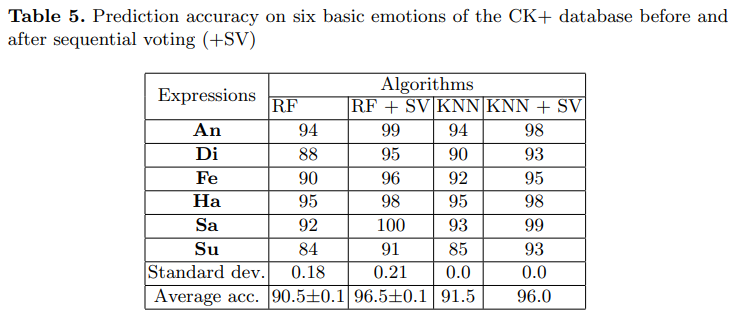 Table 5. Prediction accuracy on six basic emotions of the CK+ database before and
after sequential voting (+SV)
Expressions Algorithms
RF RF + SV KNN KNN + SV
An 94 99 94 98
Di 88 95 90 93
Fe 90 96 92 95
Ha 95 98 95 98
Sa 92 100 93 99
Su 84 91 85 93
Standard dev. 0.18 0.21 0.0 0.0
Average acc. 90.5±0.1 96.5±0.1 91.5 96.0